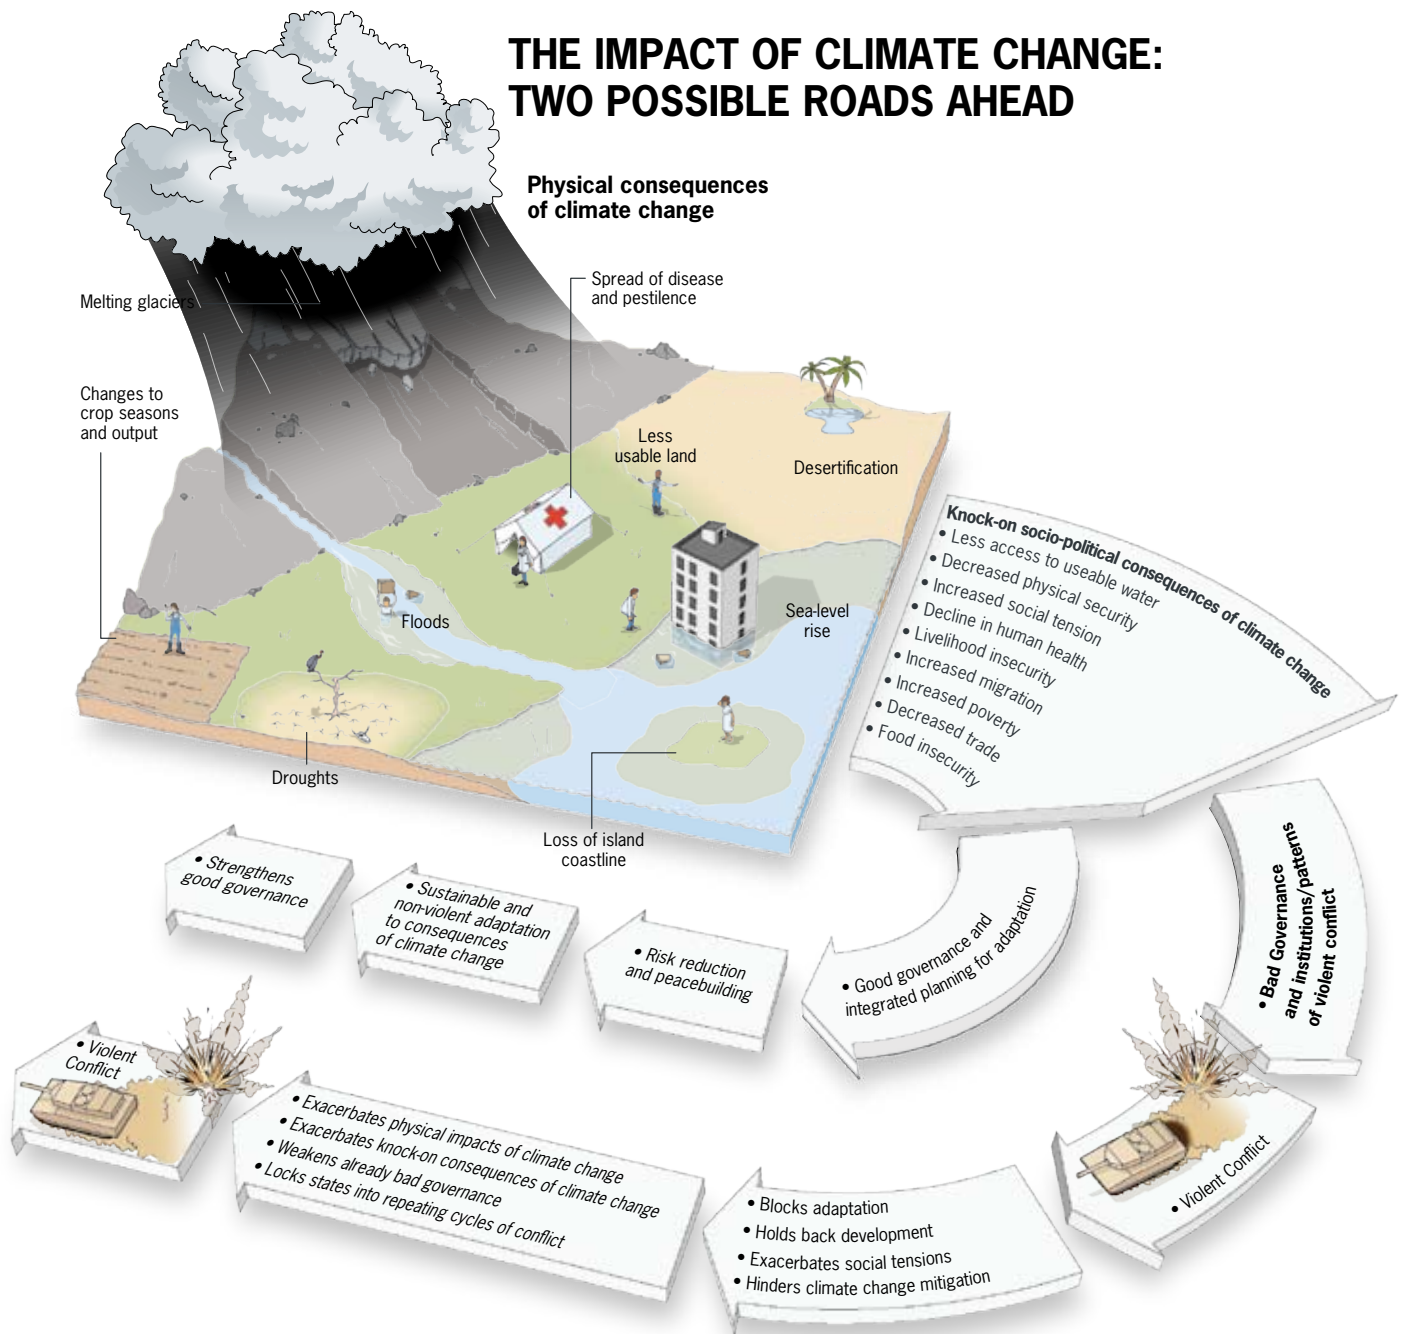 THE IMPACT OF CLIMATE CHANGE:
TWO POSSIBLE ROADS AHEAD
Physical consequences
of climate change
Melting glaciers
Spread of disease
and pestilence
Changes to
crop seasons
and output
Less
usable land
Desertification
Floods
Sea-level
rise
Droughts
Loss of island
coastline
Knock-on socio-political consequences of climate change
• Less access to useable water
• Decreased physical security
• Increased social tension
• Decline in human health
• Livelihood insecurity
• Increased migration
• Increased poverty
• Decreased trade
• Food insecurity
• Good governance and
integrated planning for adaptation
• Risk reduction
and peacebuilding
• Sustainable and
non-violent adaptation
to consequences
of climate change
• Strengthens
good governance
• Bad Governance
and institutions/patterns
of violent conflict
• Violent Conflict
• Blocks adaptation
• Holds back development
• Exacerbates social tensions
• Hinders climate change mitigation
• Exacerbates physical impacts of climate change
• Exacerbates knock-on consequences of climate change
• Weakens already bad governance
• Locks states into repeating cycles of conflict
• Violent
Conflict